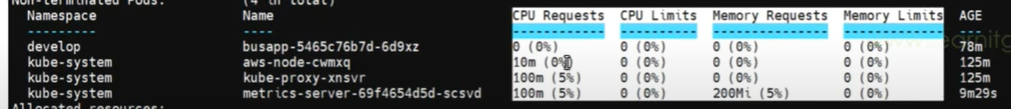 Non-terminated Pods: (4 in total)
Namespace Name CPU Requests CPU Limits Memory Requests Memory Limits AGE
--------- ---- ------------ ---------- --------------- ------------- ---
develop busapp-5465c76b7d-6d9xz 0 (0%) 0 (0%) 0 (0%) 0 (0%) 78m
kube-system aws-node-cwmxq 10m (0%) 0 (0%) 0 (0%) 0 (0%) 125m
kube-system kube-proxy-xnsvr 100m (5%) 0 (0%) 0 (0%) 0 (0%) 125m
kube-system metrics-server-69f4654d5d-scsvd 100m (5%) 0 (0%) 200Mi (5%) 0 (0%) 9m29s
Allocated resources: